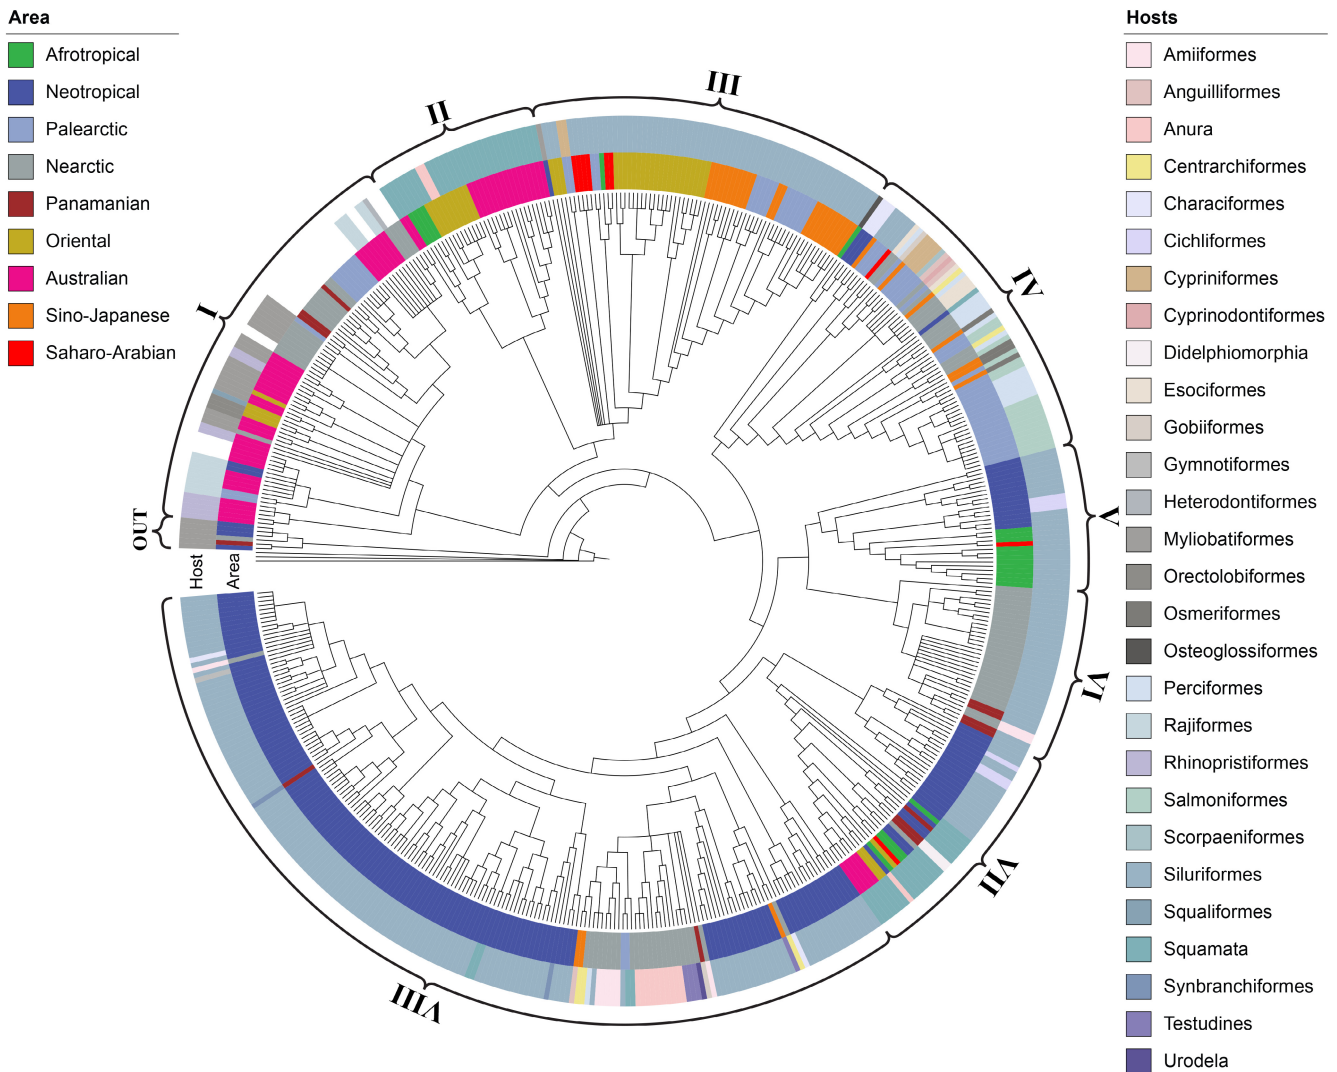 Area
Afrotropical
Neotropical
Palearctic
Nearctic
Panamanian
Oriental
Australian
Sino-Japanese
Saharo-Arabian
Hosts
Amiiformes
Anguilliformes
Anura
Centrarchiformes
Characiformes
Cichliformes
Cypriniformes
Cyprinodontiformes
Didelphiomorphia
Esociformes
Gobiiformes
Gymnotiformes
Heterodontiformes
Myliobatiformes
Orectolobiformes
Osmeriformes
Osteoglossiformes
Perciformes
Rajiformes
Rhinopristiformes
Salmoniformes
Scorpaeniformes
Siluriformes
Squaliformes
Squamata
Synbranchiformes
Testudines
Urodela
OUT
I
II
III
IV
V
VI
VII
VIII
Host
Area